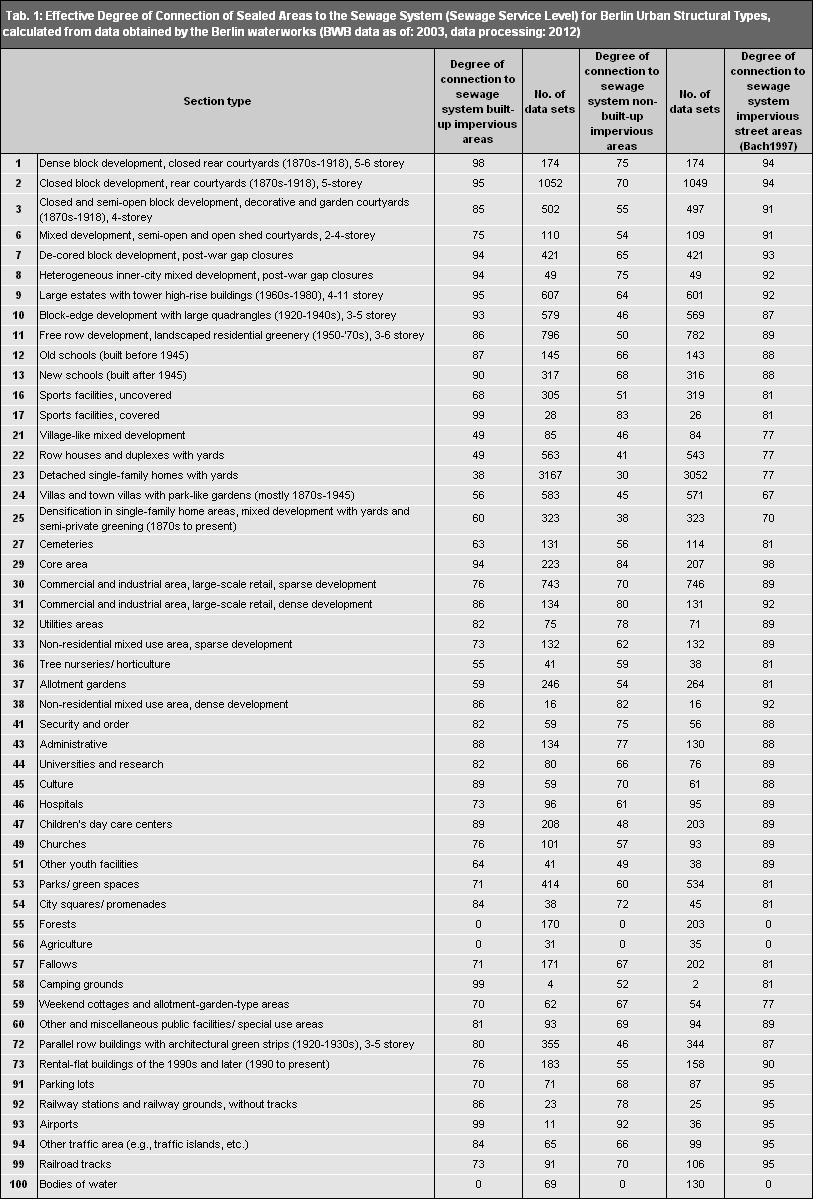 Tab. 1: Effective Degree of Connection of Sealed Areas to the Sewage System (Sewage Service Level) for Berlin Urban Structural Types,
calculated from data obtained by the Berlin waterworks (BWB data as of: 2003, data processing: 2012)
Section type
Degree of
connection to
sewage
system built-
up impervious
areas
No. of
data sets
Degree of
connection to
sewage
system non-
built-up
impervious
areas
No. of
data sets
Degree of
connection to
sewage
system
impervious
street areas
(Bach1997)
1 Dense block development, closed rear courtyards (1870s-1918), 5-6 storey 98 174 75 174 94
2 Closed block development, rear courtyards (1870s-1918), 5-storey 95 1052 70 1049 94
3 Closed and semi-open block development, decorative and garden courtyards
(1870s-1918), 4-storey 85 502 55 497 91
6 Mixed development, semi-open and open shed courtyards, 2-4-storey 75 110 54 109 91
7 De-cored block development, post-war gap closures 94 421 65 421 93
8 Heterogeneous inner-city mixed development, post-war gap closures 94 49 75 49 92
9 Large estates with tower high-rise buildings (1960s-1980), 4-11 storey 95 607 64 601 92
10 Block-edge development with large quadrangles (1920-1940s), 3-5 storey 93 579 46 569 87
11 Free row development, landscaped residential greenery (1950-'70s), 3-6 storey 86 796 50 782 89
12 Old schools (built before 1945) 87 145 66 143 88
13 New schools (built after 1945) 90 317 68 316 88
16 Sports facilities, uncovered 68 305 51 319 81
17 Sports facilities, covered 99 28 83 26 81
21 Village-like mixed development 49 85 46 84 77
22 Row houses and duplexes with yards 49 563 41 543 77
23 Detached single-family homes with yards 38 3167 30 3052 77
24 Villas and town villas with park-like gardens (mostly 1870s-1945) 56 583 45 571 67
25 Densification in single-family home areas, mixed development with yards and
semi-private greening (1870s to present) 60 323 38 323 70
27 Cemeteries 63 131 56 114 81
29 Core area 94 223 84 207 98
30 Commercial and industrial area, large-scale retail, sparse development 76 743 70 746 89
31 Commercial and industrial area, large-scale retail, dense development 86 134 80 131 92
32 Utilities areas 82 75 78 71 89
33 Non-residential mixed use area, sparse development 73 132 62 132 89
36 Tree nurseries/ horticulture 55 41 59 38 81
37 Allotment gardens 59 246 54 264 81
38 Non-residential mixed use area, dense development 86 16 82 16 92
41 Security and order 82 59 75 56 88
43 Administrative 88 134 77 130 88
44 Universities and research 82 80 66 76 89
45 Culture 89 59 70 61 88
46 Hospitals 73 96 61 95 89
47 Children's day care centers 89 208 48 203 89
49 Churches 76 101 57 93 89
51 Other youth facilities 64 41 49 38 89
53 Parks/ green spaces 71 414 60 534 81
54 City squares/ promenades 84 38 72 45 81
55 Forests 0 170 0 203 0
56 Agriculture 0 31 0 35 0
57 Fallows 71 171 67 202 81
58 Camping grounds 99 4 52 2 81
59 Weekend cottages and allotment-garden-type areas 70 62 67 54 77
60 Other and miscellaneous public facilities/ special use areas 81 93 69 94 89
72 Parallel row buildings with architectural green strips (1920-1930s), 3-5 storey 80 355 46 344 87
73 Rental-flat buildings of the 1990s and later (1990 to present) 76 183 55 158 90
91 Parking lots 70 71 68 87 95
92 Railway stations and railway grounds, without tracks 86 23 78 25 95
93 Airports 99 11 92 36 95
94 Other traffic area (e.g., traffic islands, etc.) 84 65 66 99 95
99 Railroad tracks 73 91 70 106 95
100 Bodies of water 0 69 0 130 0